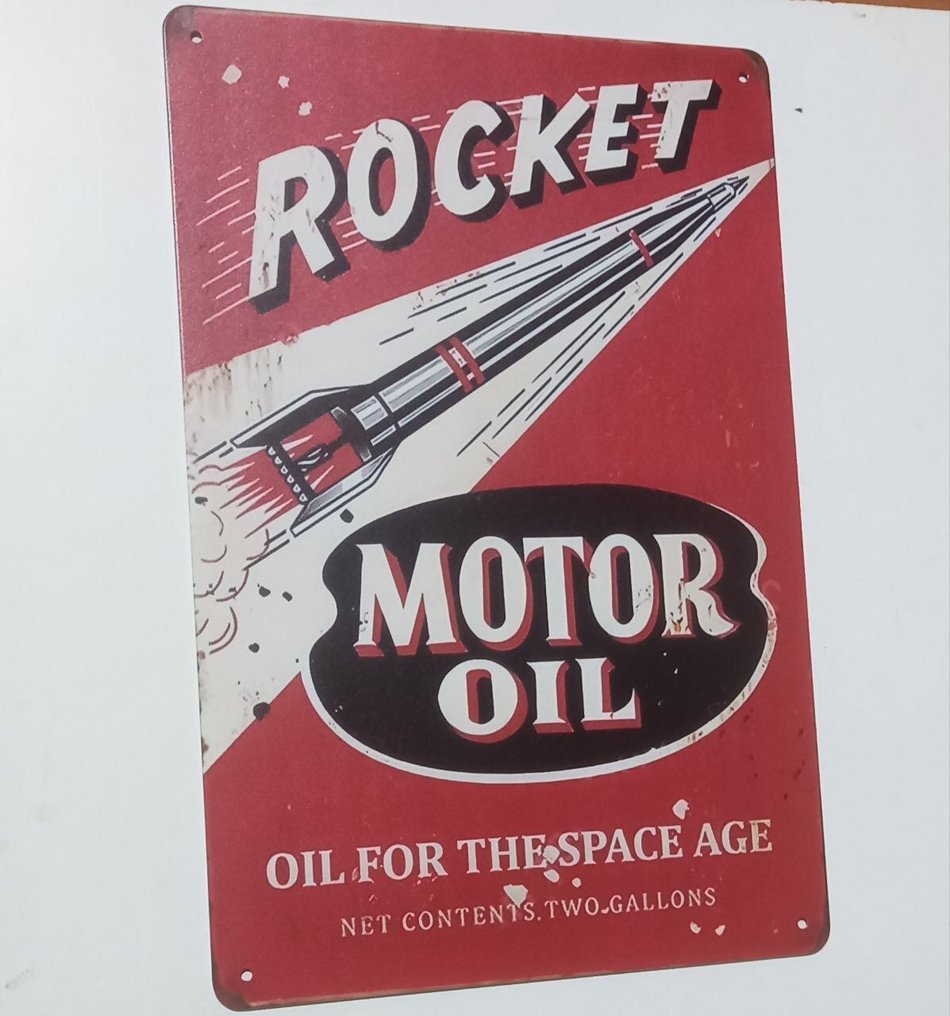 ROCKET
MOTOR
OIL
OIL FOR THE SPACE AGE
NET CONTENTS. TWO GALLONS